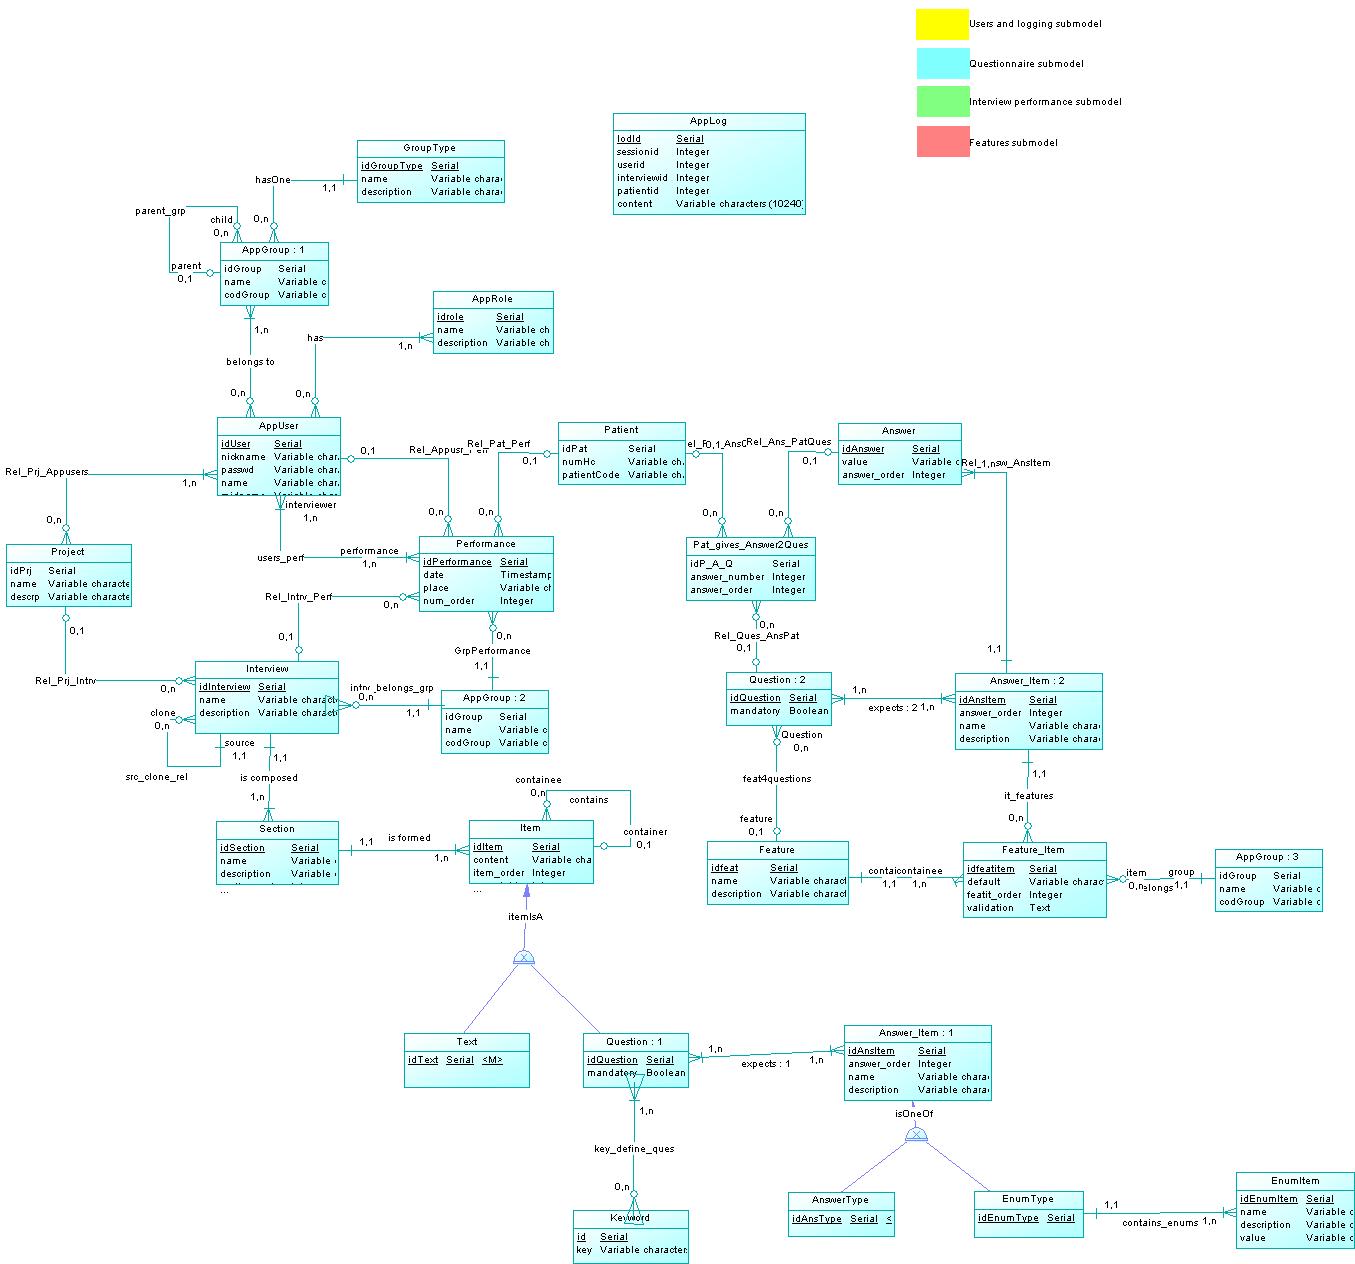 Users and logging submodel
Questionnaire submodel
Interview performance submodel
Features submodel
AppLog
lodId Serial
sessionid Integer
userid Integer
interviewid Integer
patientid Integer
content Variable characters (10240)
GroupType
idGroupType Serial
name Variable chara
description Variable chara
hasOne
1,1
0,n
parent_grp
child
0,n
parent
0,1
AppGroup : 1
idGroup Serial
name Variable c
codGroup Variable c
1,n
belongs to
0,n
AppRole
idrole Serial
name Variable ch
description Variable ch
has
1,n
0,n
AppUser
idUser Serial
nickname Variable char.
passwd Variable char.
name Variable char.
Rel_Prj_Appusers
1,n
0,n
0,1
Rel_Appusr_
0,n
Rel_Pat_Perf
0,1
0,n
interviewer
1,n
users_perf
performance
1,n
Patient
idPat Serial
numHc Variable ch.
patientCode Variable ch.
0,1
0,n
Rel_Ans_PatQues
0,1
0,n
Answer
idAnswer Serial
value Variable c
answer_order Integer
Rel_
nsw_AnsItem
1,1
Project
idPrj Serial
name Variable characte
descrp Variable characte
0,1
Rel_Prj_Intrv
0,n
Performance
idPerformance Serial
date Timestamp
place Variable ch
num_order Integer
Rel_Intrv_Perf
0,n
0,1
0,n
GrpPerformance
1,1
Pat_gives_Answer2Ques
idP_A_Q Serial
answer_number Integer
answer_order Integer
0,n
Rel_Ques_AnsPat
0,1
Interview
idInterview Serial
name Variable charact
description Variable charact
intrv_belongs_grp
0,n
1,1
clone
0,n
source
1,1
src_clone_rel
1,1
is composed
1,n
AppGroup : 2
idGroup Serial
name Variable c
codGroup Variable c
Question : 2
idQuestion Serial
mandatory Boolean
1,n
expects : 2
1,n
Answer_Item : 2
idAnsItem Serial
answer_order Integer
name Variable chara
description Variable chara
Question
0,n
feat4questions
feature
0,1
1,1
it_features
0,n
Section
idSection Serial
name Variable
description Variable
...
1,1
is formed
1,n
containee
0,n
contains
container
0,1
Item
idItem Serial
content Variable cha
item_order Integer
...
Feature
idfeat Serial
name Variable charact
description Variable charact
1,1
1,n
containee
Feature_Item
idfeatitem Serial
default Variable charac
featit_order Integer
validation Text
item
0,n
group
1,1
AppGroup : 3
idGroup Serial
name Variable c
codGroup Variable c
itemIsA
Text
idText Serial <M>
Question : 1
idQuestion Serial
mandatory Boolean
1,n
expects : 1
1,n
Answer_Item : 1
idAnsItem Serial
answer_order Integer
name Variable chara
description Variable chara
isOneOf
1,n
key_define_ques
0,n
Keyword
id Serial
key Variable character
AnswerType
idAnsType Serial <
EnumType
idEnumType Serial
1,1
contains_enums
1,n
EnumItem
idEnumItem Serial
name Variable c
description Variable c
value Variable c